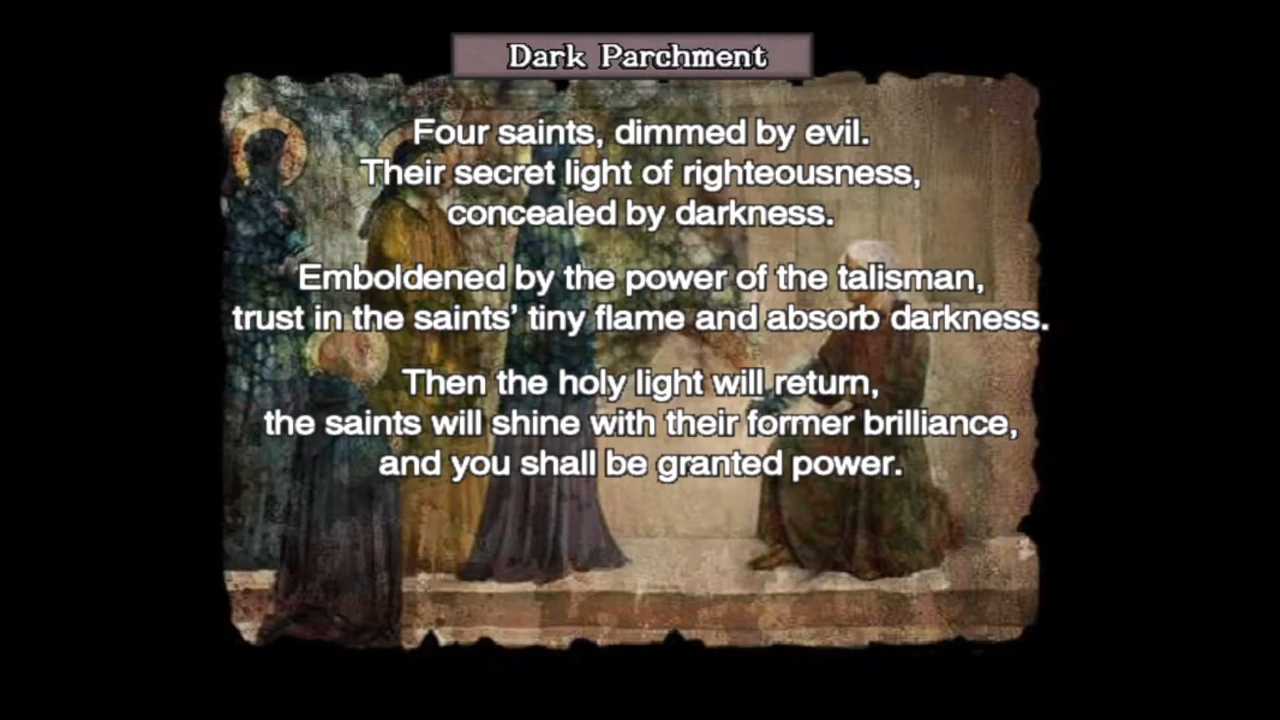 Dark Parchment
Four saints, dimmed by evil.
Their secret light of righteousness,
concealed by darkness.
Emboldened by the power of the talisman,
trust in the saints’ tiny flame and absorb darkness.
Then the holy light will return,
the saints will shine with their former brilliance,
and you shall be granted power.